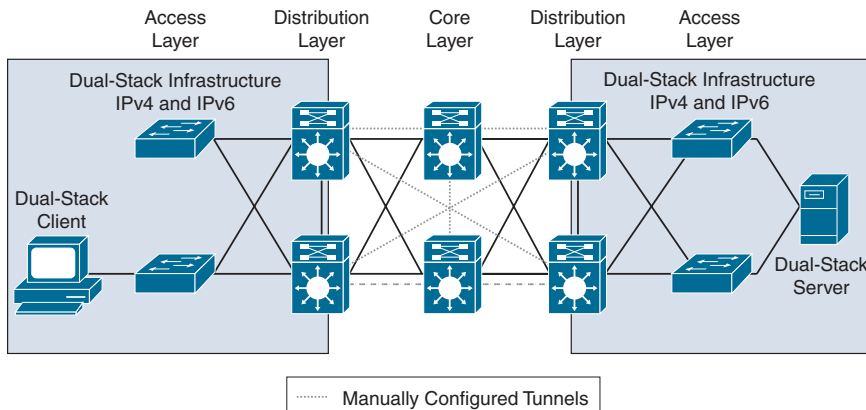 Access
Layer
Distribution
Layer
Core
Layer
Distribution
Layer
Access
Layer
Dual-Stack Infrastructure
IPv4 and IPv6
Dual-Stack Infrastructure
IPv4 and IPv6
Dual-Stack
Client
Dual-Stack
Server
Manually Configured Tunnels